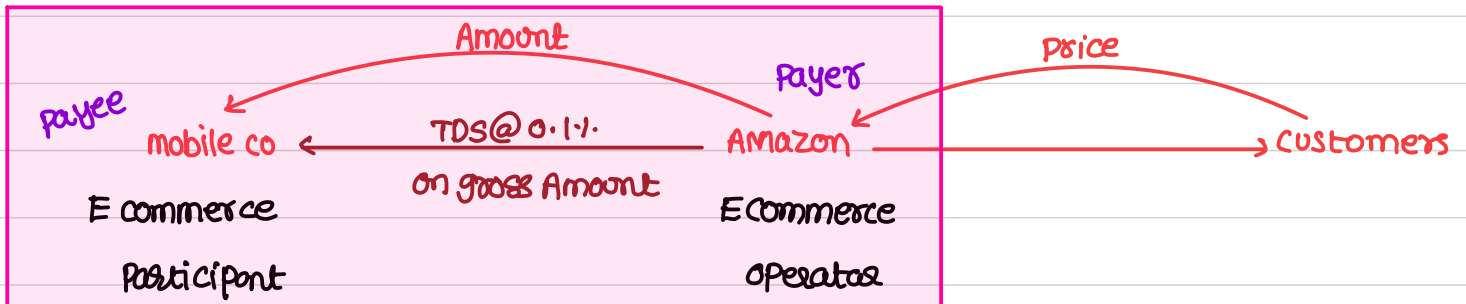 Amount
Price
Payer
Payee
TDS@ 0.1%.
mobile co
Amazon
customers
on gross Amount
E commerce
Ecommerce
Participant
operator